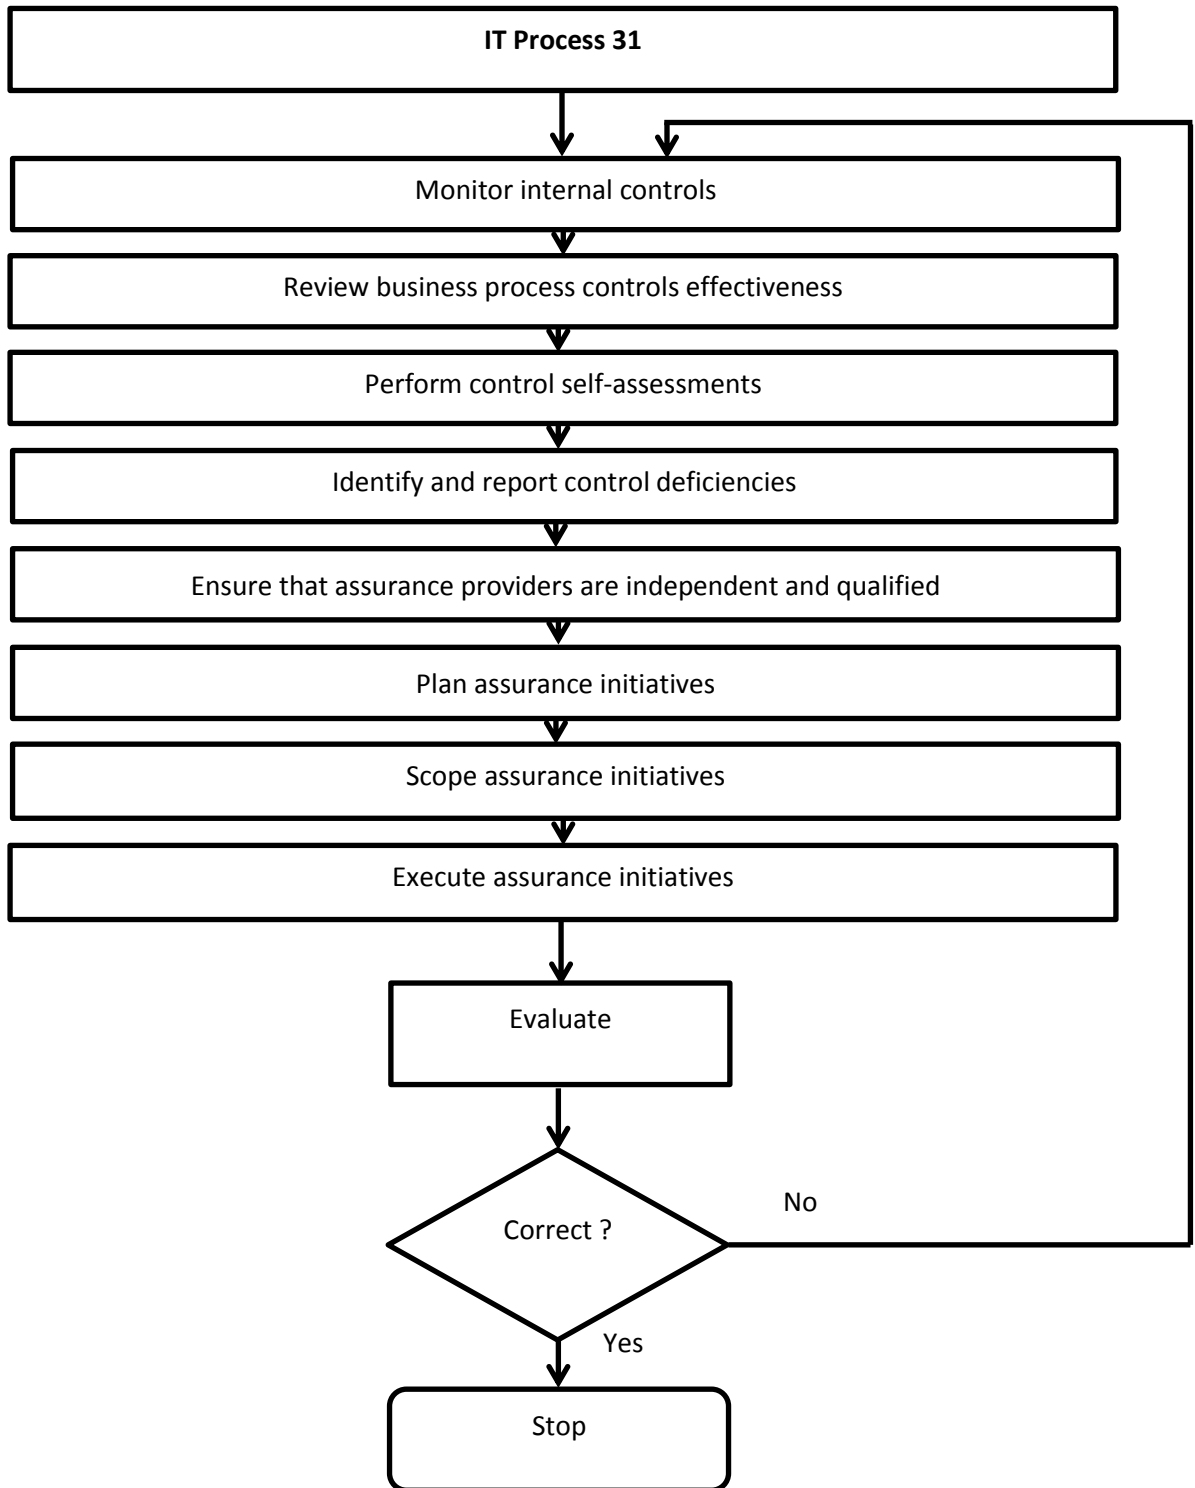 IT Process 31
Monitor internal controls
Review business process controls effectiveness
Perform control self-assessments
Identify and report control deficiencies
Ensure that assurance providers are independent and qualified
Plan assurance initiatives
Scope assurance initiatives
Execute assurance initiatives
Evaluate
Correct ?
No
Yes
Stop